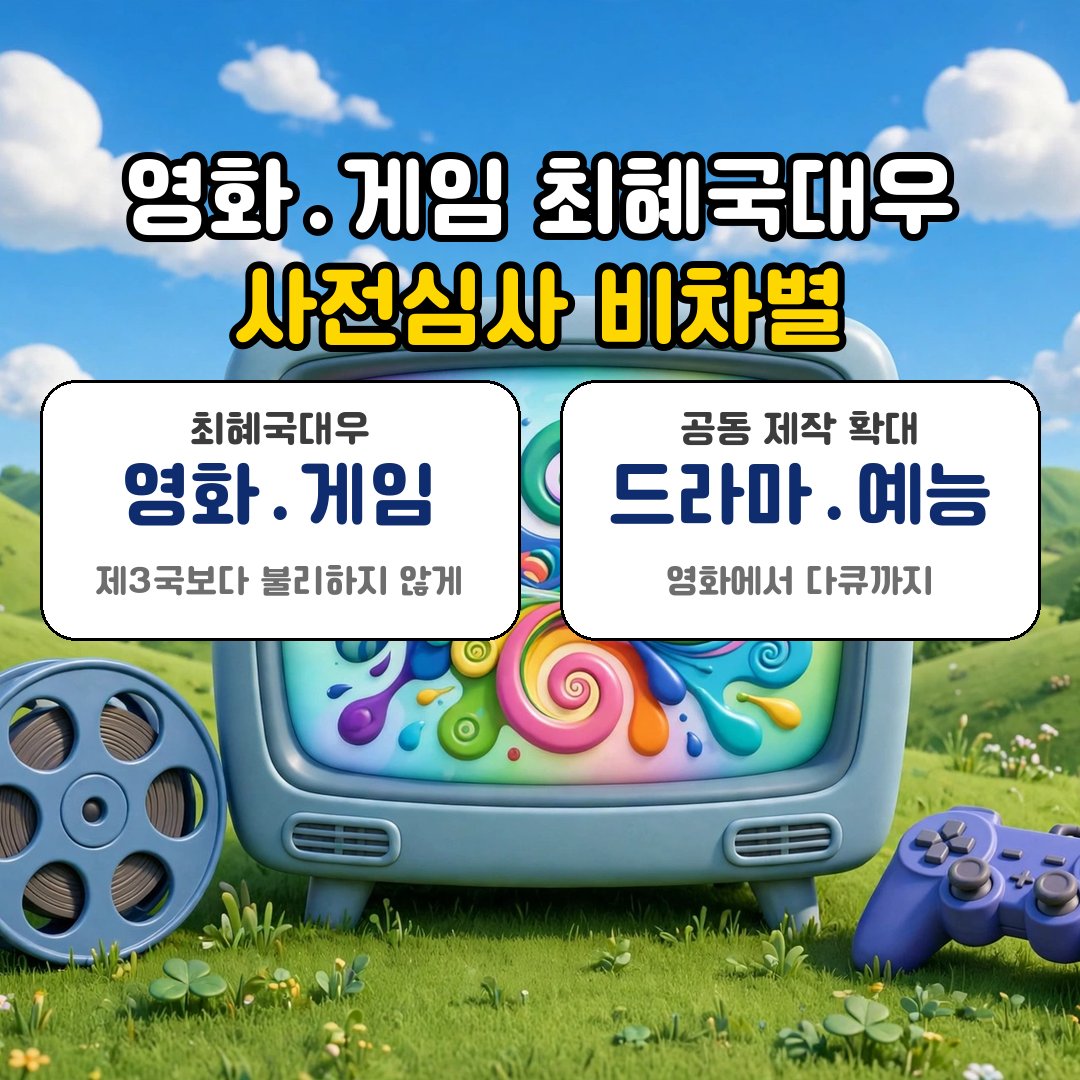 영화.게임 최혜국대우
사전심사 비차별
최혜국대우
영화.게임
제3국보다 불리하지 않게
공동 제작 확대
드라마.예능
영화에서 다큐까지